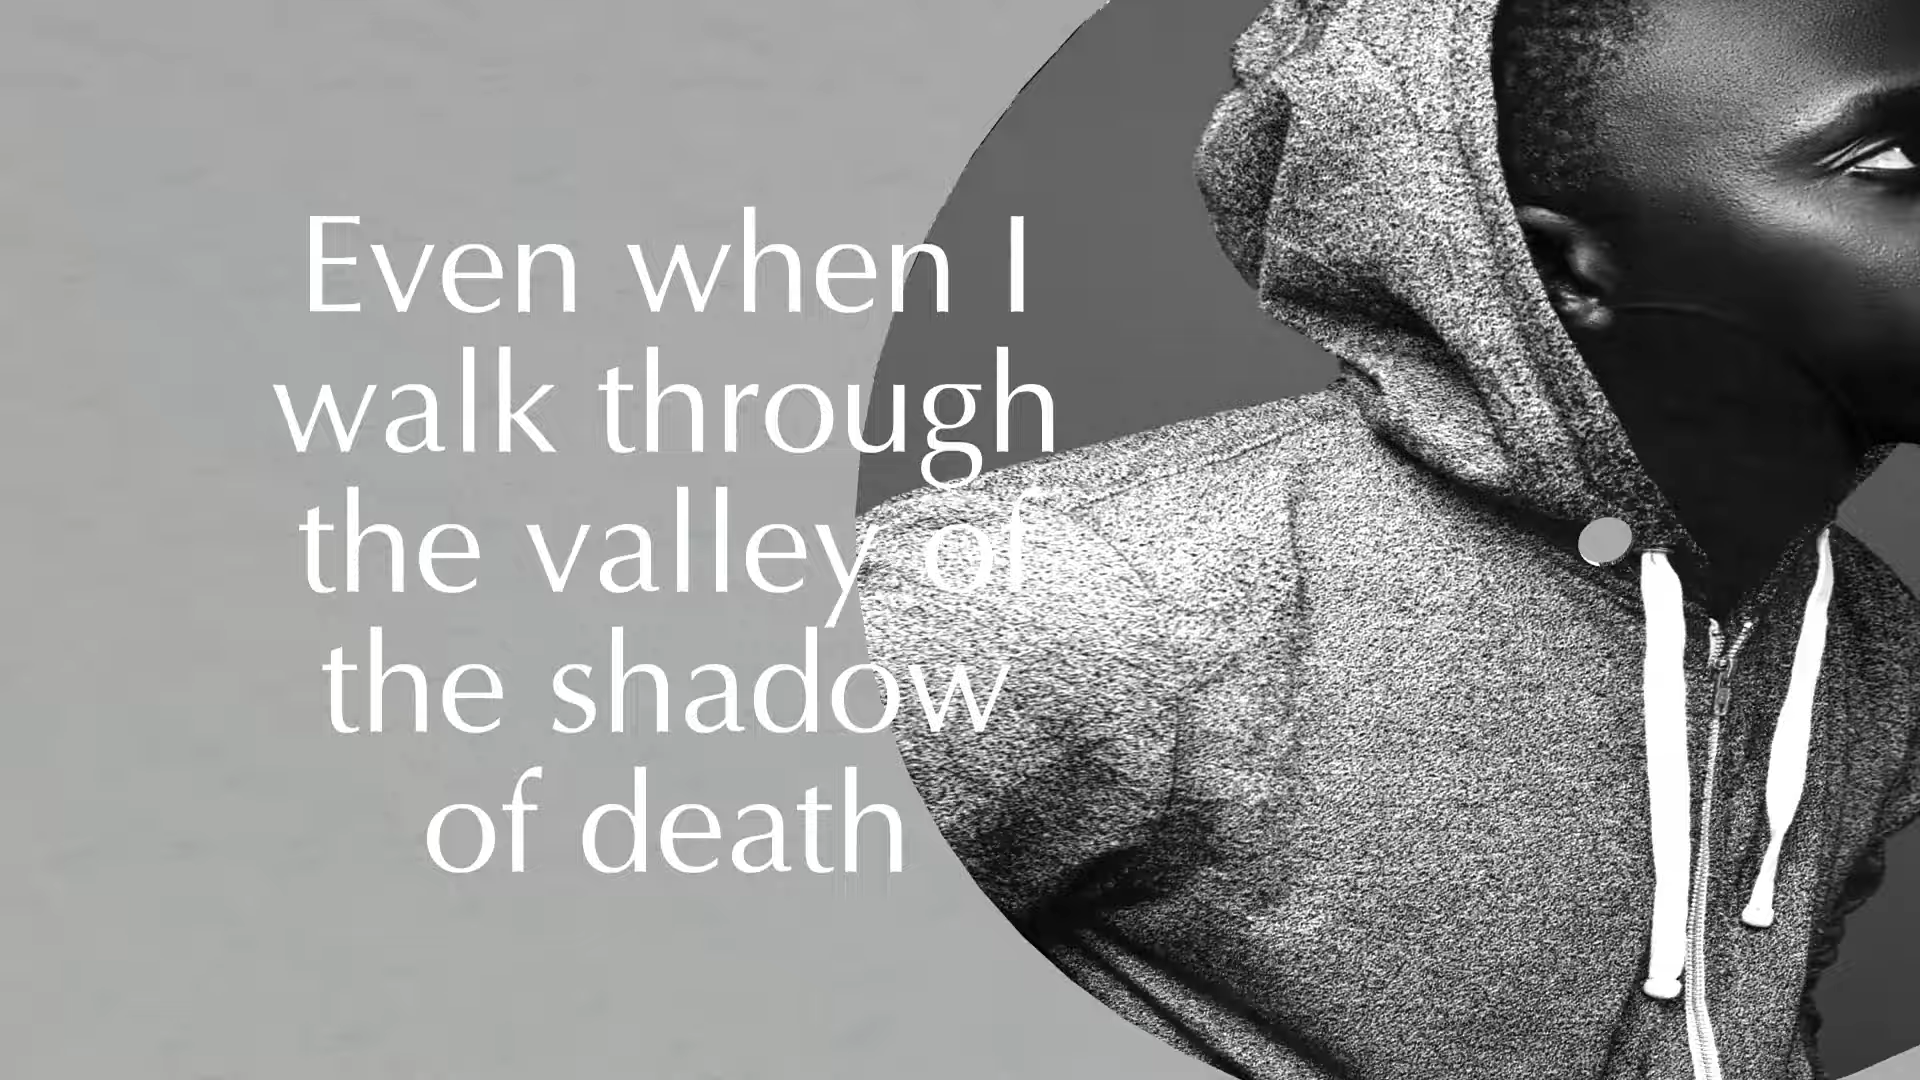 Even when I
walk through
the valley of
the shadow
of death